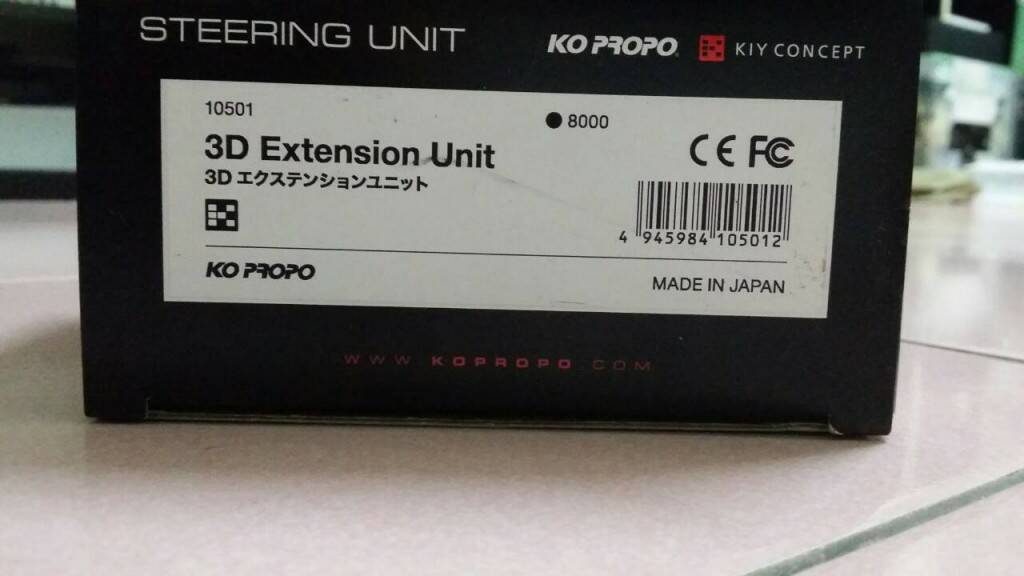 STEERING UNIT
KO PROPO KIY CONCEPT
10501
●8000
3D Extension Unit
3D エクステンションユニット
CE FC
4 945984 105012
KO PROPO
MADE IN JAPAN
WWW KOPROPO COM